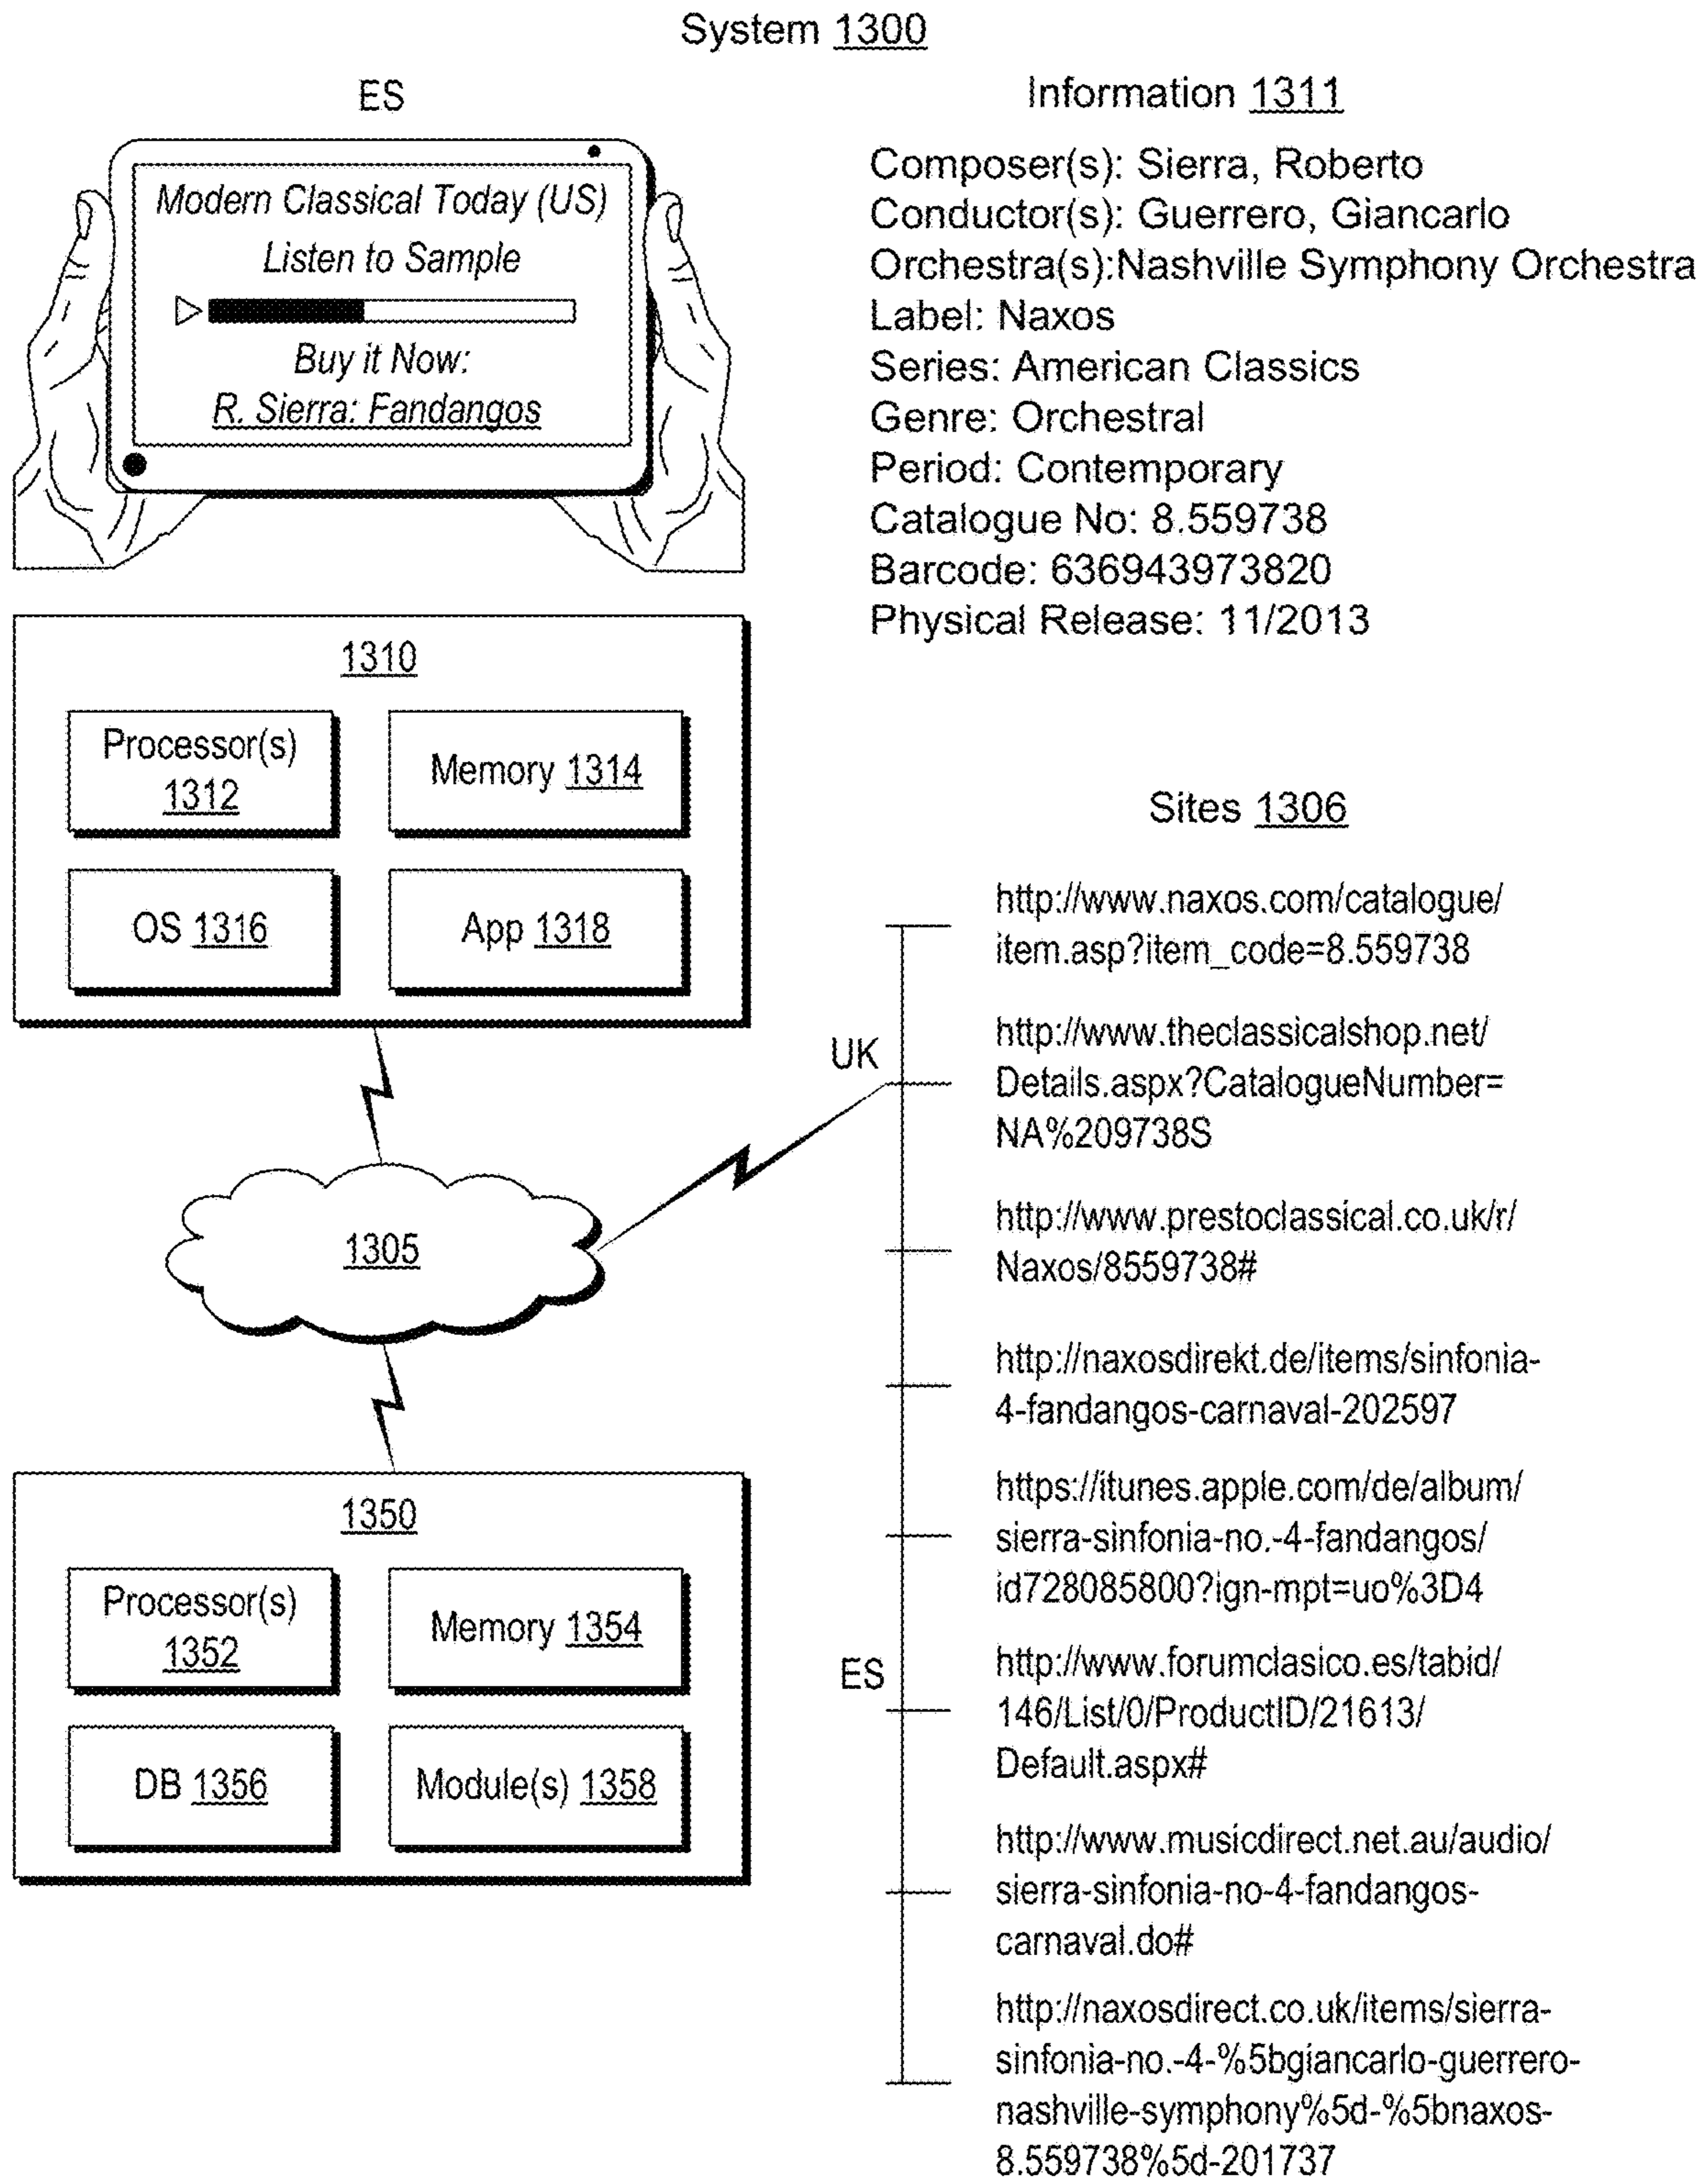 System 1300
ES
Modern Classical Today (US)
Listen to Sample
Buy it Now:
R. Sierra: Fandangos
Information 1311
Composer(s): Sierra, Roberto
Conductor(s): Guerrero, Giancarlo
Orchestra(s):Nashville Symphony Orchestra
Label: Naxos
Series: American Classics
Genre: Orchestral
Period: Contemporary
Catalogue No: 8.559738
Barcode: 636943973820
Physical Release: 11/2013
1310
Processor(s)
1312
Memory 1314
OS 1316
App 1318
1305
1350
Processor(s)
1352
Memory 1354
DB 1356
Module(s) 1358
Sites 1306
UK
ES
http://www.naxos.com/catalogue/
item.asp?item_code=8.559738
http://www.theclassicalshop.net/
Details.aspx?CatalogueNumber=
NA%209738S
http://www.prestoclassical.co.uk/r/
Naxos/8559738#
http://naxosdirekt.de/items/sinfonia-
4-fandangos-carnaval-202597
https://itunes.apple.com/de/album/
sierra-sinfonia-no.-4-fandangos/
id728085800?ign-mpt=uo%3D4
http://www.forumclasico.es/tabid/
146/List/0/ProductID/21613/
Default.aspx#
http://www.musicdirect.net.au/audio/
sierra-sinfonia-no-4-fandangos-
carnaval.do#
http://naxosdirect.co.uk/items/sierra-
sinfonia-no.-4-%5bgiancarlo-guerrero-
nashville-symphony%5d-%5bnaxos-
8.559738%5d-201737